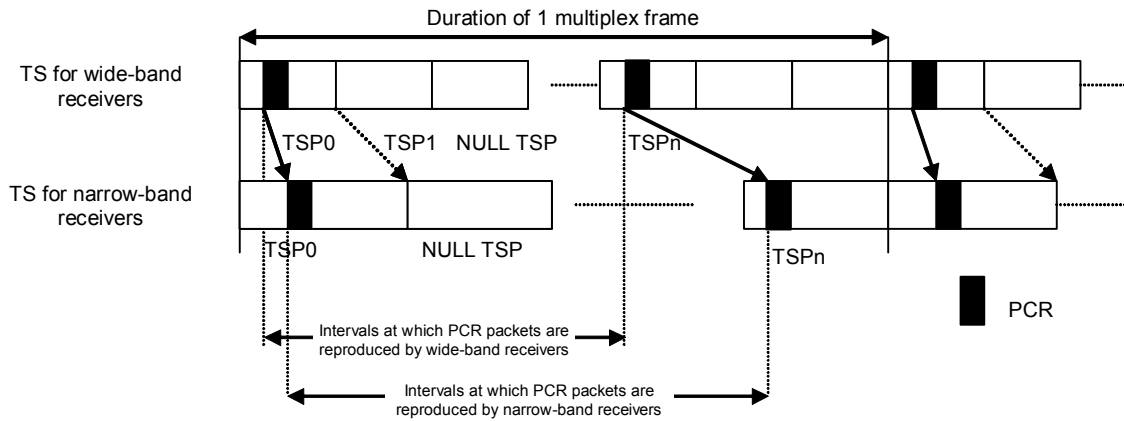 Duration of 1 multiplex frame
TS for wide-band
receivers
TSP0 TSP1 NULL TSP TSPn
TS for narrow-band
receivers
TSP0 NULL TSP TSPn
PCR
Intervals at which PCR packets are
reproduced by wide-band receivers
Intervals at which PCR packets are
reproduced by narrow-band receivers